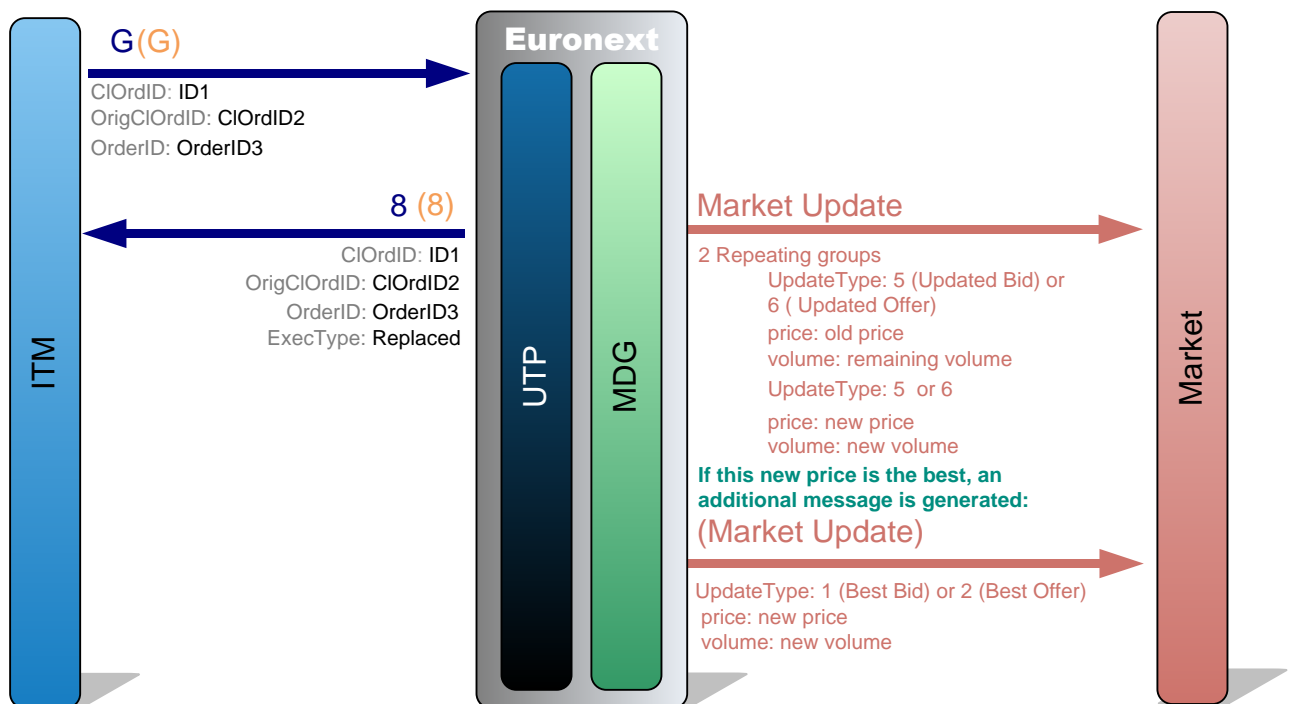 G(G)
Euronext
ClOrdID: ID1
OrigClOrdID: ClOrdID2
OrderID: OrderID3
8 (8)
ClOrdID: ID1
OrigClOrdID: ClOrdID2
OrderID: OrderID3
ExecType: Replaced
ITM
UTP
MDG
Market Update
2 Repeating groups
UpdateType: 5 (Updated Bid) or
6 ( Updated Offer)
price: old price
volume: remaining volume
UpdateType: 5 or 6
price: new price
volume: new volume
If this new price is the best, an
additional message is generated:
(Market Update)
UpdateType: 1 (Best Bid) or 2 (Best Offer)
price: new price
volume: new volume
Market